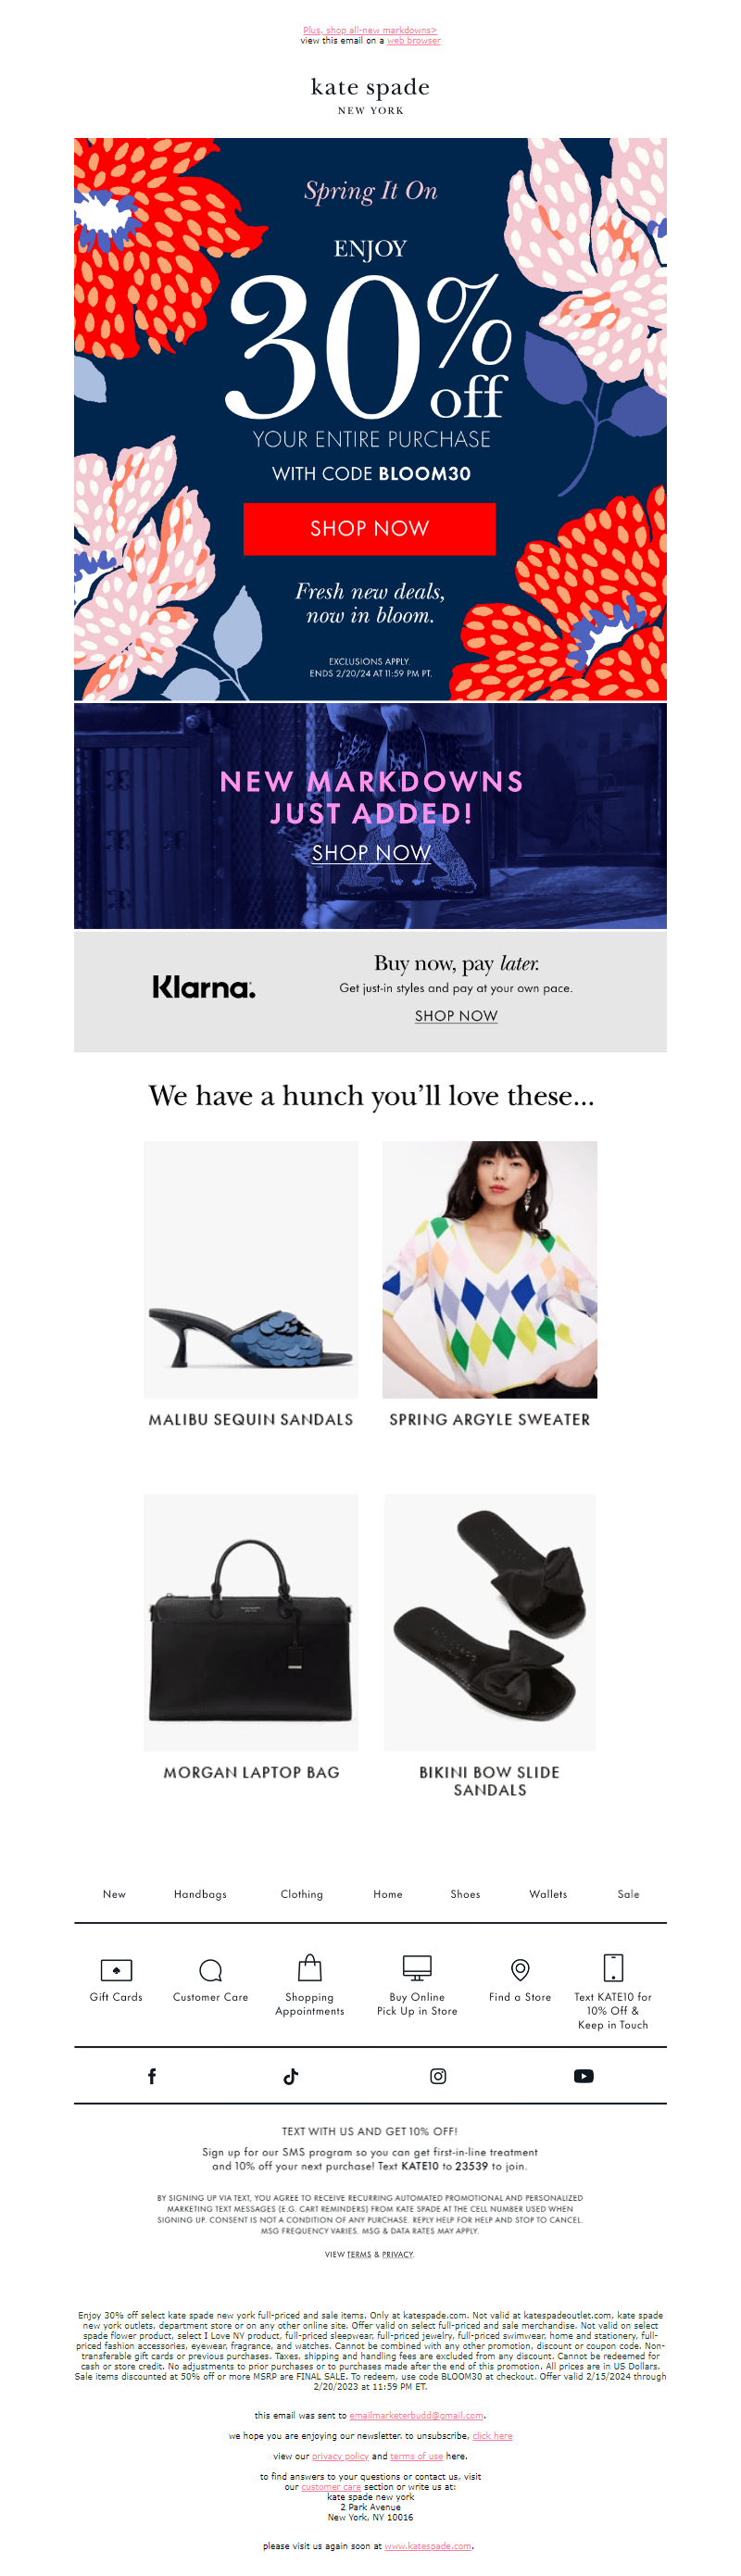 Plus, shop all-new markdowns>
view this email on a web browser
kate spade
NEW YORK
Spring It On
ENJOY
30% off
YOUR ENTIRE PURCHASE
WITH CODE BLOOM30
SHOP NOW
Fresh new deals,
now in bloom.
EXCLUSIONS APPLY.
ENDS 2/20/24 AT 11:59 PM PT.
NEW MARKDOWNS
JUST ADDED!
SHOP NOW
Klarna.
Buy now, pay later.
Get just-in styles and pay at your own pace.
SHOP NOW
We have a hunch you'll love these...
MALIBU SEQUIN SANDALS
SPRING ARGYLE SWEATER
MORGAN LAPTOP BAG
BIKINI BOW SLIDE
SANDALS
New Handbags Clothing Home Shoes Wallets Sale
Gift Cards
Customer Care
Shopping
Appointments
Buy Online
Pick Up in Store
Find a Store
Text KATE10 for
10% Off &
Keep in Touch
TEXT WITH US AND GET 10% OFF!
Sign up for our SMS program so you can get first-in-line treatment
and 10% off your next purchase! Text KATE10 to 23539 to join.
BY SIGNING UP VIA TEXT, YOU AGREE TO RECEIVE RECURRING AUTOMATED PROMOTIONAL AND PERSONALIZED
MARKETING TEXT MESSAGES (E.G. CART REMINDERS) FROM KATE SPADE AT THE CELL NUMBER USED WHEN
SIGNING UP. CONSENT IS NOT A CONDITION OF ANY PURCHASE. REPLY HELP FOR HELP AND STOP TO CANCEL.
MSG FREQUENCY VARIES. MSG & DATA RATES MAY APPLY.
VIEW TERMS & PRIVACY.
Enjoy 30% off select kate spade new york full-priced and sale items. Only at katespade.com. Not valid at katespadeoutlet.com, kate spade
new york outlets, department store or on any other online site. Offer valid on select full-priced and sale merchandise. Not valid on select
spade flower product, select I Love NY product, full-priced sleepwear, full-priced jewelry, full-priced swimwear, home and stationery, full-
priced fashion accessories, eyewear, fragrance, and watches. Cannot be combined with any other promotion, discount or coupon code. Non-
transferable gift cards or previous purchases. Taxes, shipping and handling fees are excluded from any discount. Cannot be redeemed for
cash or store credit. No adjustments to prior purchases or to purchases made after the end of this promotion. All prices are in US Dollars.
Sale items discounted at 50% off or more MSRP are FINAL SALE. To redeem, use code BLOOM30 at checkout. Offer valid 2/15/2024 through
2/20/2023 at 11:59 PM ET.
this email was sent to emailmarketerbudd@gmail.com.
we hope you are enjoying our newsletter. to unsubscribe, click here
view our privacy policy and terms of use here.
to find answers to your questions or contact us, visit
our customer care section or write us at:
kate spade new york
2 Park Avenue
New York, NY 10016
please visit us again soon at www.katespade.com.